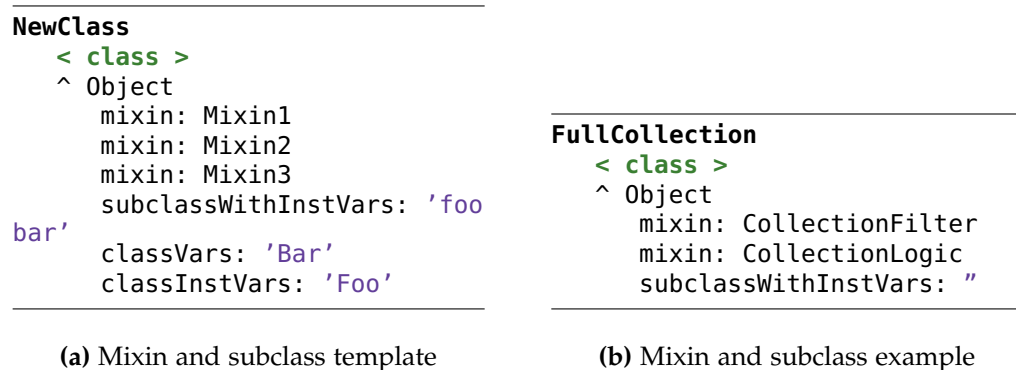 NewClass
< class >
^ Object
mixin: Mixin1
mixin: Mixin2
mixin: Mixin3
subclassWithInstVars: ’foo
bar’
classVars: ’Bar’
classInstVars: ’Foo’
(a) Mixin and subclass template
FullCollection
< class >
^ Object
mixin: CollectionFilter
mixin: CollectionLogic
subclassWithInstVars: ’’
(b) Mixin and subclass example